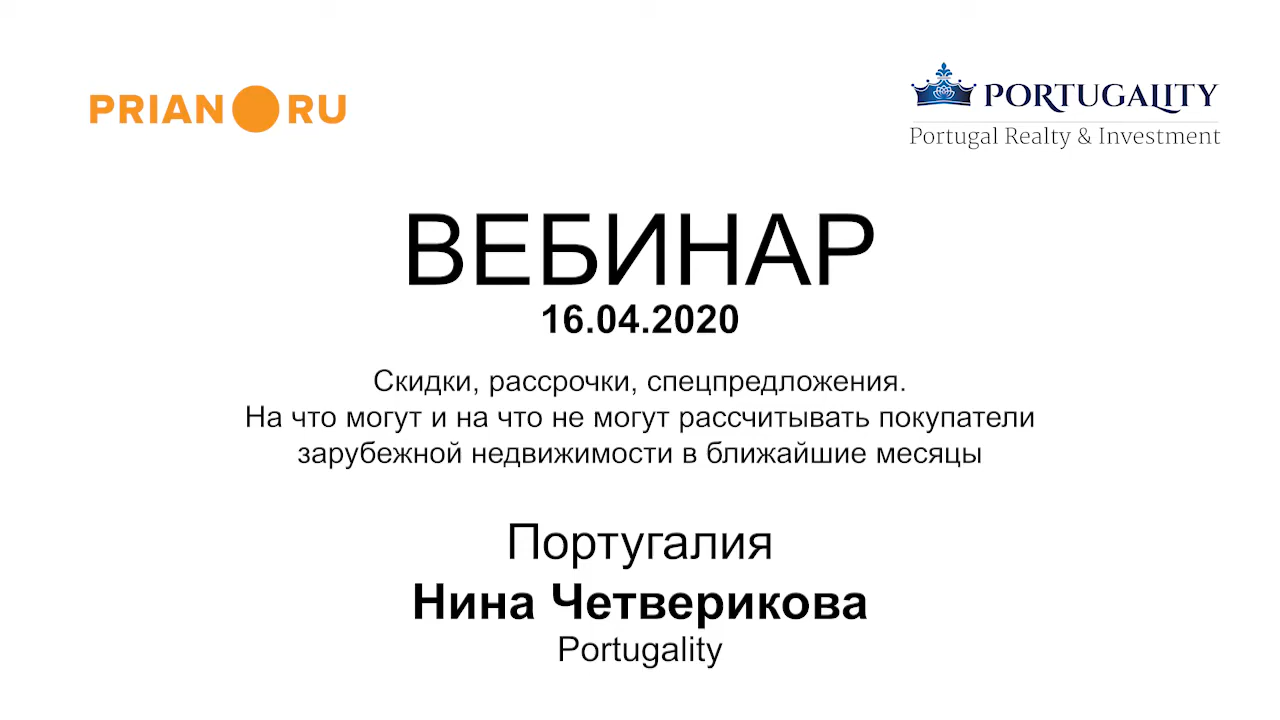 PRIAN RU
PORTUGALITY
Portugal Realty & Investment
ВЕБИНАР
16.04.2020
Скидки, рассрочки, спецпредложения.
На что могут и на что не могут рассчитывать покупатели
зарубежной недвижимости в ближайшие месяцы
Португалия
Нина Четверикова
Portugality